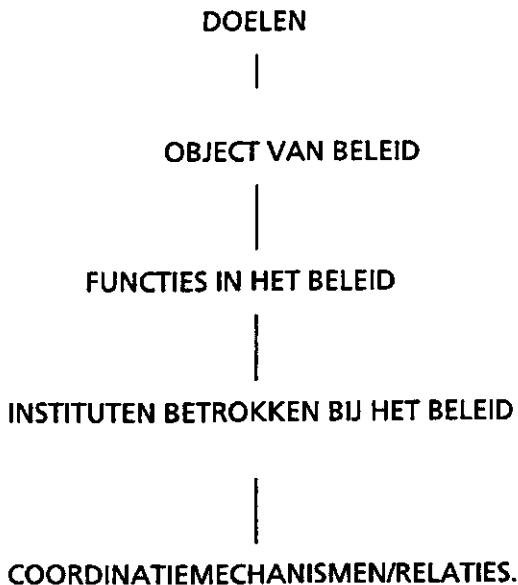 DOELEN
OBJECT VAN BELEID
FUNCTIES IN HET BELEID
INSTITUTEN BETROKKEN BIJ HET BELEID
COORDINATIEMECHANISMEN/RELATIES.